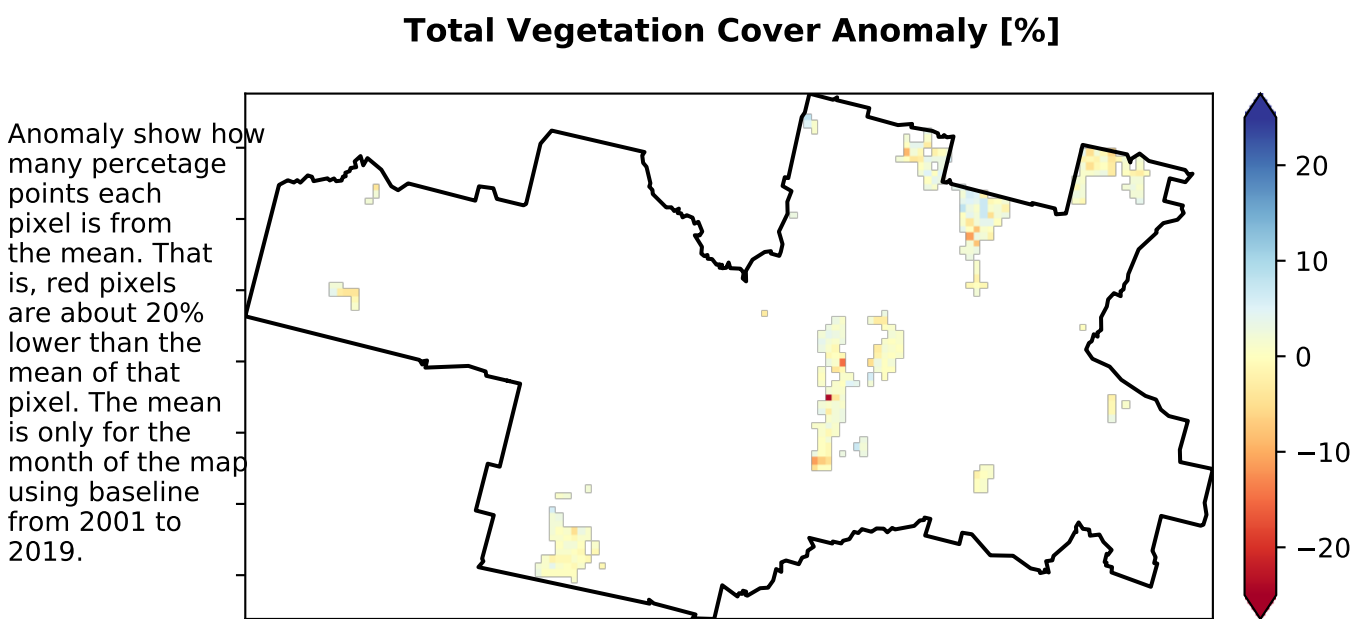 Total Vegetation Cover Anomaly [%]
Anomaly show how
many percetage
points each
pixel is from
the mean. That
is, red pixels
are about 20%
lower than the
mean of that
pixel. The mean
is only for the
month of the map
using baseline
from 2001 to
2019.
20
10
0
−10
−20